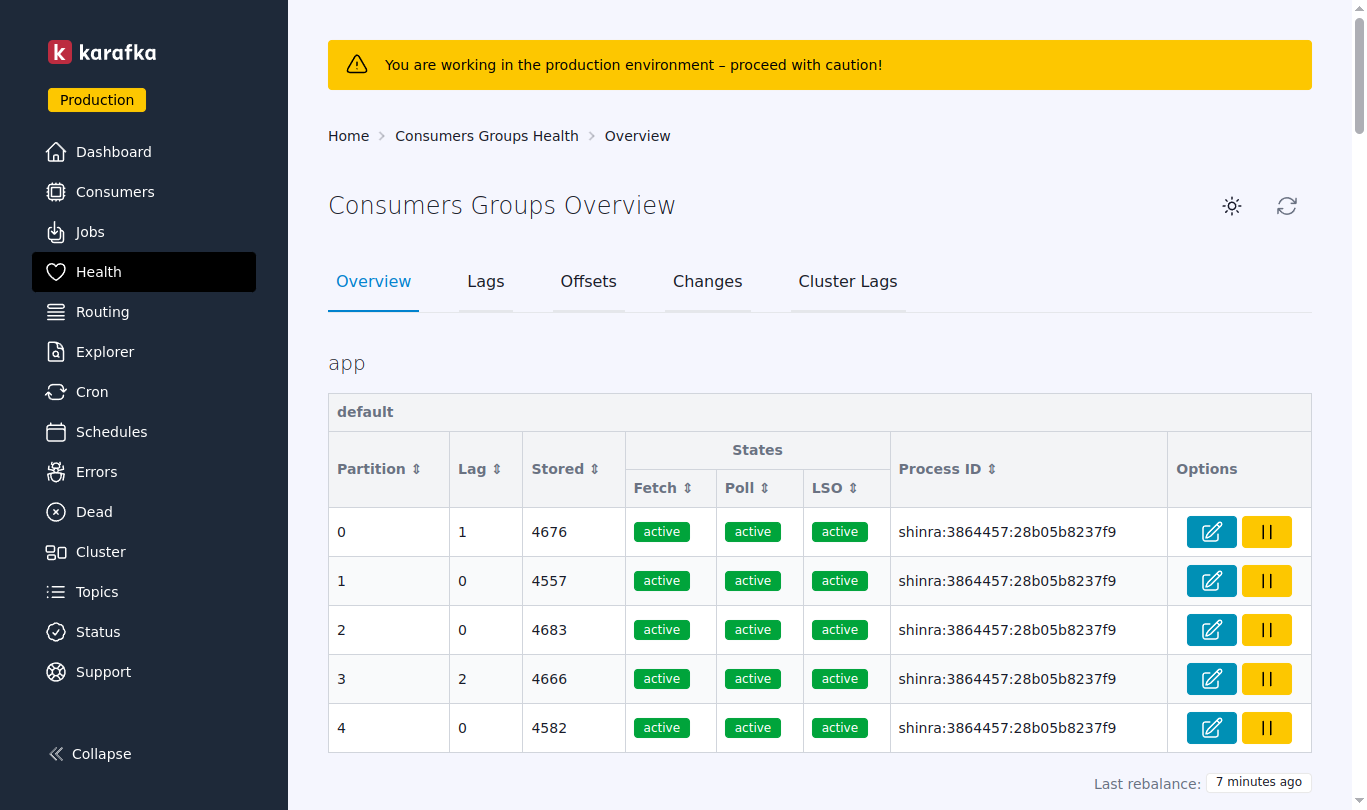 k karafka
Production
Dashboard
Consumers
Jobs
Health
Routing
Explorer
Cron
Schedules
Errors
Dead
Cluster
Topics
Status
Support
Collapse
You are working in the production environment – proceed with caution!
Home > Consumers Groups Health > Overview
Consumers Groups Overview
Overview Lags Offsets Changes Cluster Lags
app
default
Partition ⇕ Lag ⇕ Stored ⇕ States Process ID ⇕ Options
Fetch ⇕ Poll ⇕ LSO ⇕
0 1 4676 active active active shinra:3864457:28b05b8237f9
1 0 4557 active active active shinra:3864457:28b05b8237f9
2 0 4683 active active active shinra:3864457:28b05b8237f9
3 2 4666 active active active shinra:3864457:28b05b8237f9
4 0 4582 active active active shinra:3864457:28b05b8237f9
Last rebalance: 7 minutes ago